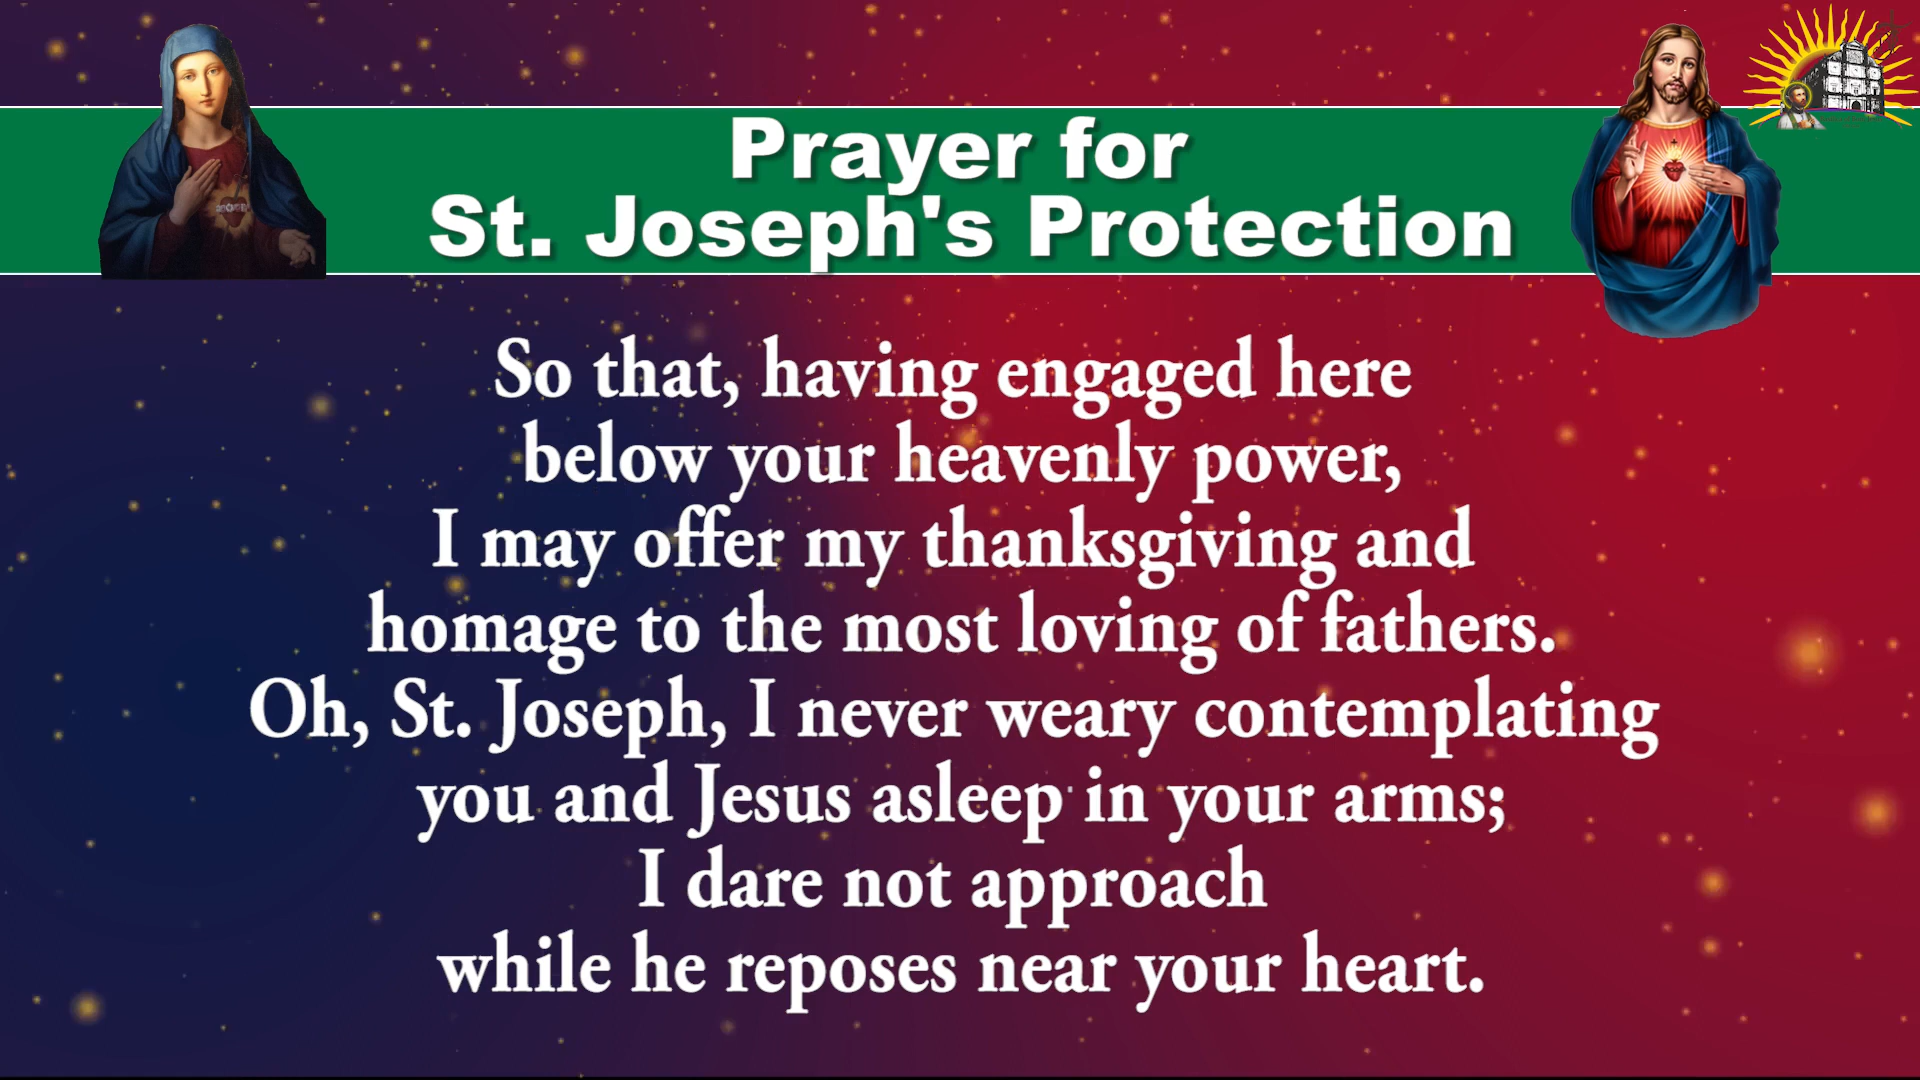 Prayer for
St. Joseph's Protection
So that, having engaged here
below your heavenly power,
I may offer my thanksgiving and
homage to the most loving of fathers.
Oh, St. Joseph, I never weary contemplating
you and Jesus asleep in your arms;
I dare not approach
while he reposes near your heart.